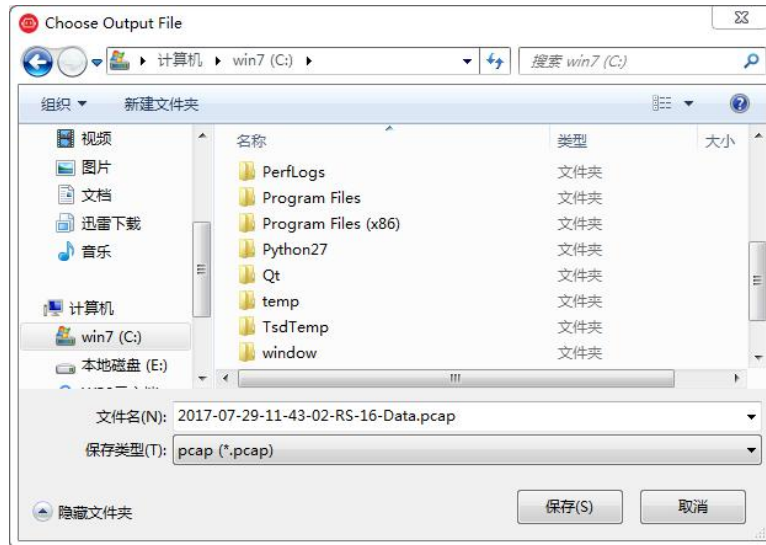 Choose Output File
计算机 win7 (C:)
搜索 win7 (C:)
组织 新建文件夹
视频
图片
文档
迅雷下载
音乐
计算机
win7 (C:)
本地磁盘 (E:)
名称 类型 大小
PerfLogs 文件夹
Program Files 文件夹
Program Files (x86) 文件夹
Python27 文件夹
Qt 文件夹
temp 文件夹
TsdTemp 文件夹
window 文件夹
文件名(N): 2017-07-29-11-43-02-RS-16-Data.pcap
保存类型(T): pcap (*.pcap)
隐藏文件夹 保存(S) 取消